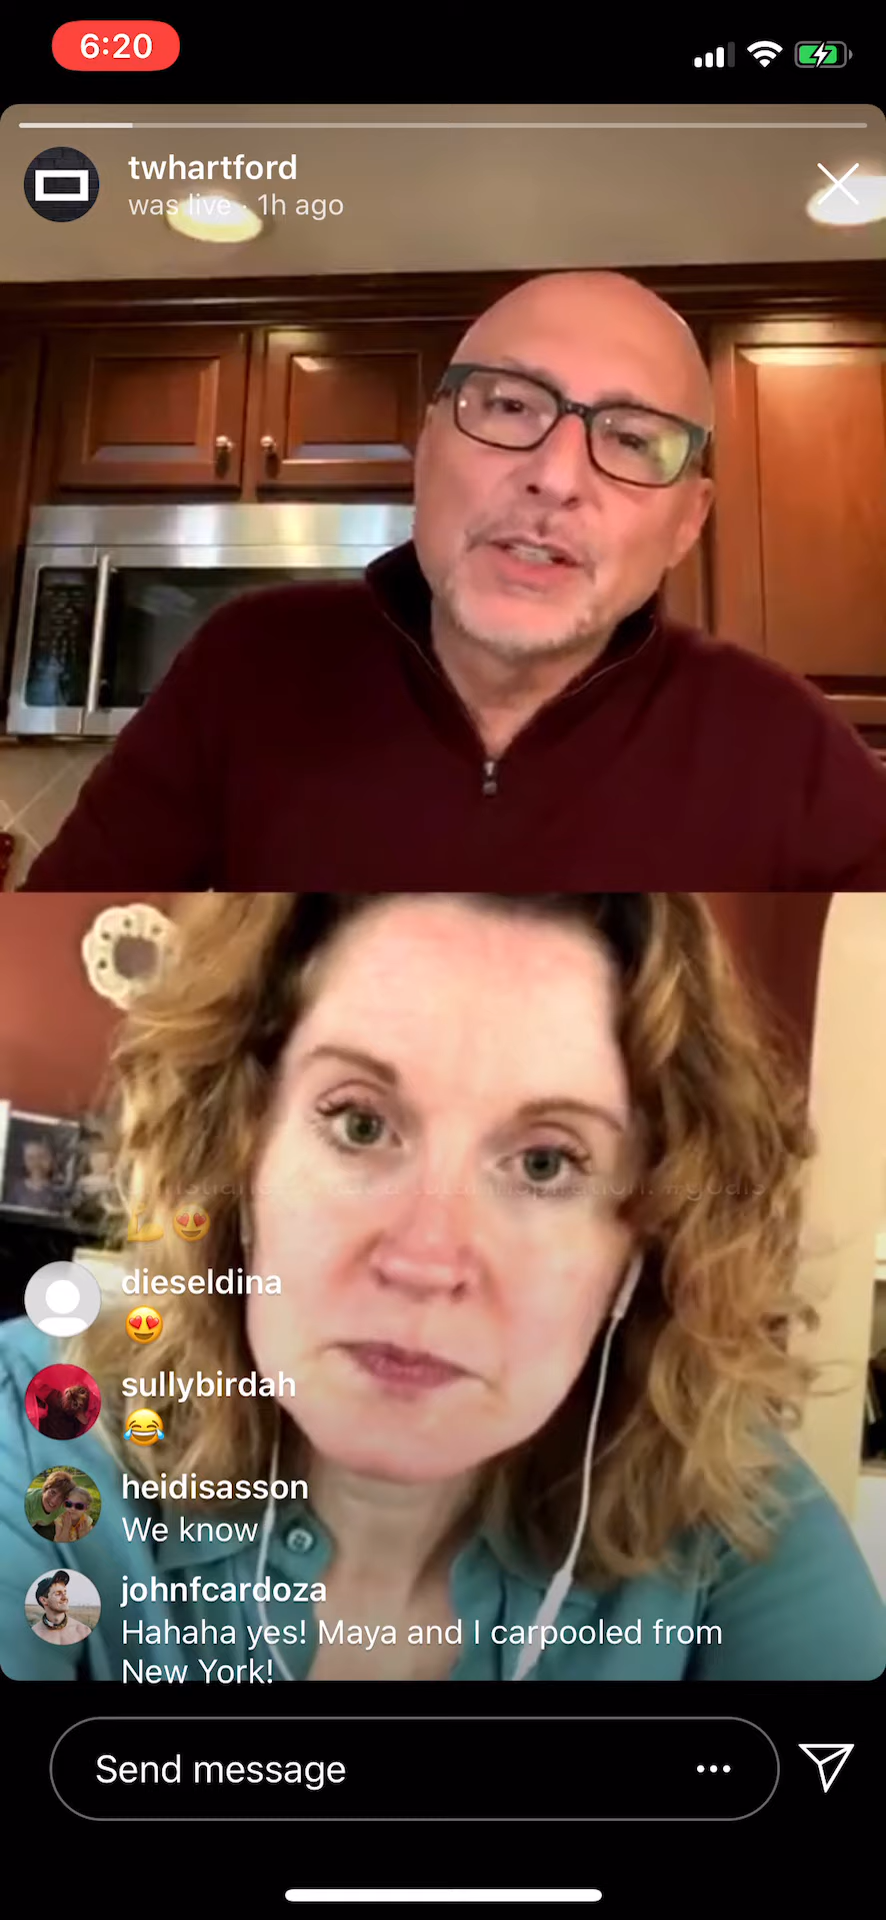 6:20
twhartford
was live · 1h ago
💪😍
dieseldina
😍
sullybirdah
😂
heidisasson
We know
johnfcardoza
Hahaha yes! Maya and I carpooled from
New York!
Send message